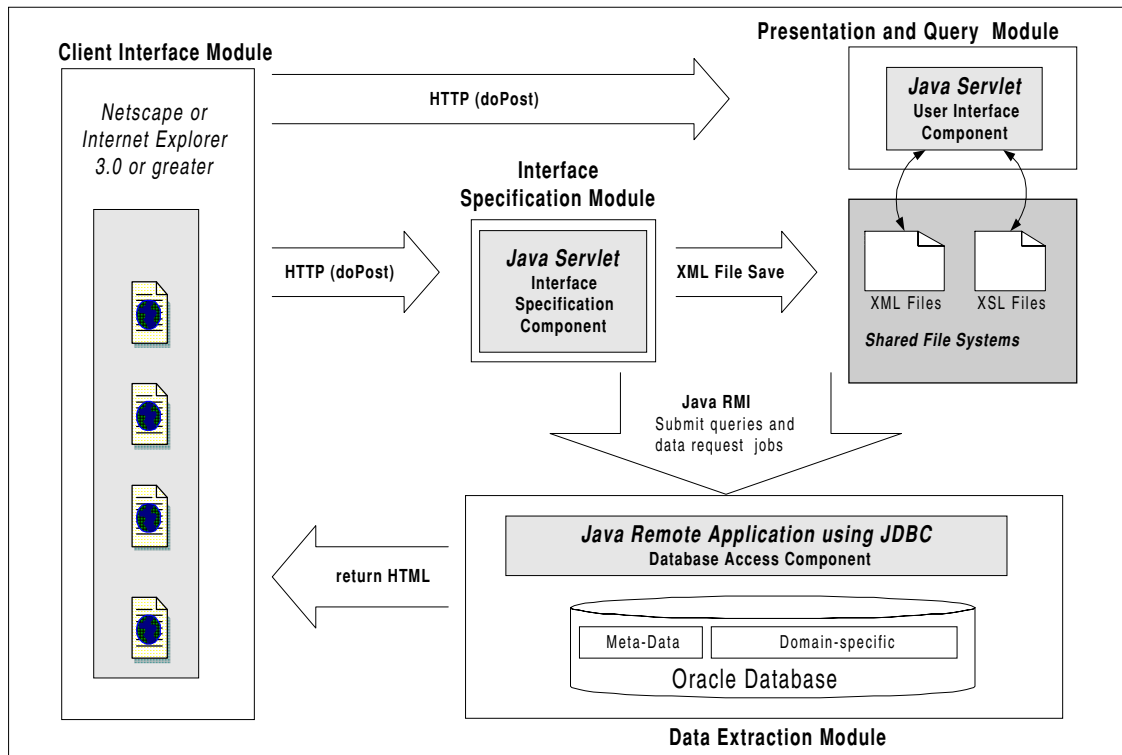 Client Interface Module
Presentation and Query Module
Netscape or
Internet Explorer
3.0 or greater
HTTP (doPost)
Java Servlet
User Interface
Component
Interface
Specification Module
HTTP (doPost)
Java Servlet
Interface
Specification
Component
XML File Save
XML Files
XSL Files
Shared File Systems
Java RMI
Submit queries and
data request jobs
Java Remote Application using JDBC
Database Access Component
return HTML
Meta-Data
Domain-specific
Oracle Database
Data Extraction Module